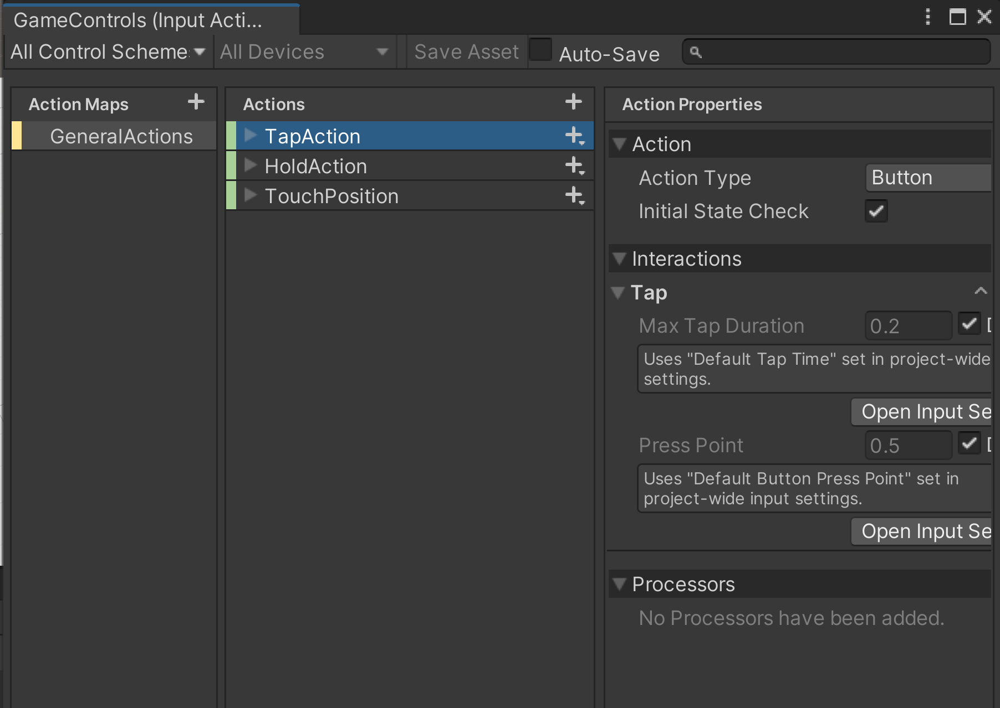 GameControls (Input Acti...
All Control Scheme
All Devices
Save Asset
Auto-Save
Action Maps
GeneralActions
Actions
TapAction
HoldAction
TouchPosition
Action Properties
Action
Action Type
Button
Initial State Check
Interactions
Tap
Max Tap Duration
0.2
Uses "Default Tap Time" set in project-wide
settings.
Open Input Se
Press Point
0.5
Uses "Default Button Press Point" set in
project-wide input settings.
Open Input Se
Processors
No Processors have been added.